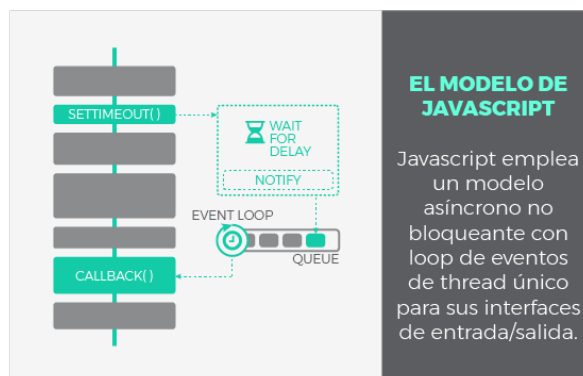 SETTIMEOUT( )
WAIT
FOR
DELAY
NOTIFY
EVENT LOOP
QUEUE
CALLBACK( )
EL MODELO DE
JAVASCRIPT
Javascript emplea
un modelo
asíncrono no
bloqueante con
loop de eventos
de thread único
para sus interfaces
de entrada/salida.